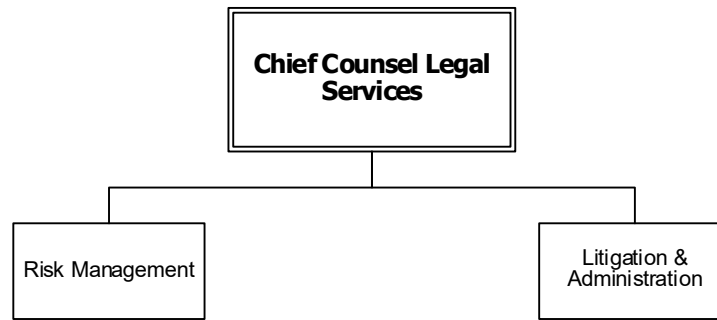 Chief Counsel Legal
Services
Risk Management
Litigation &
Administration